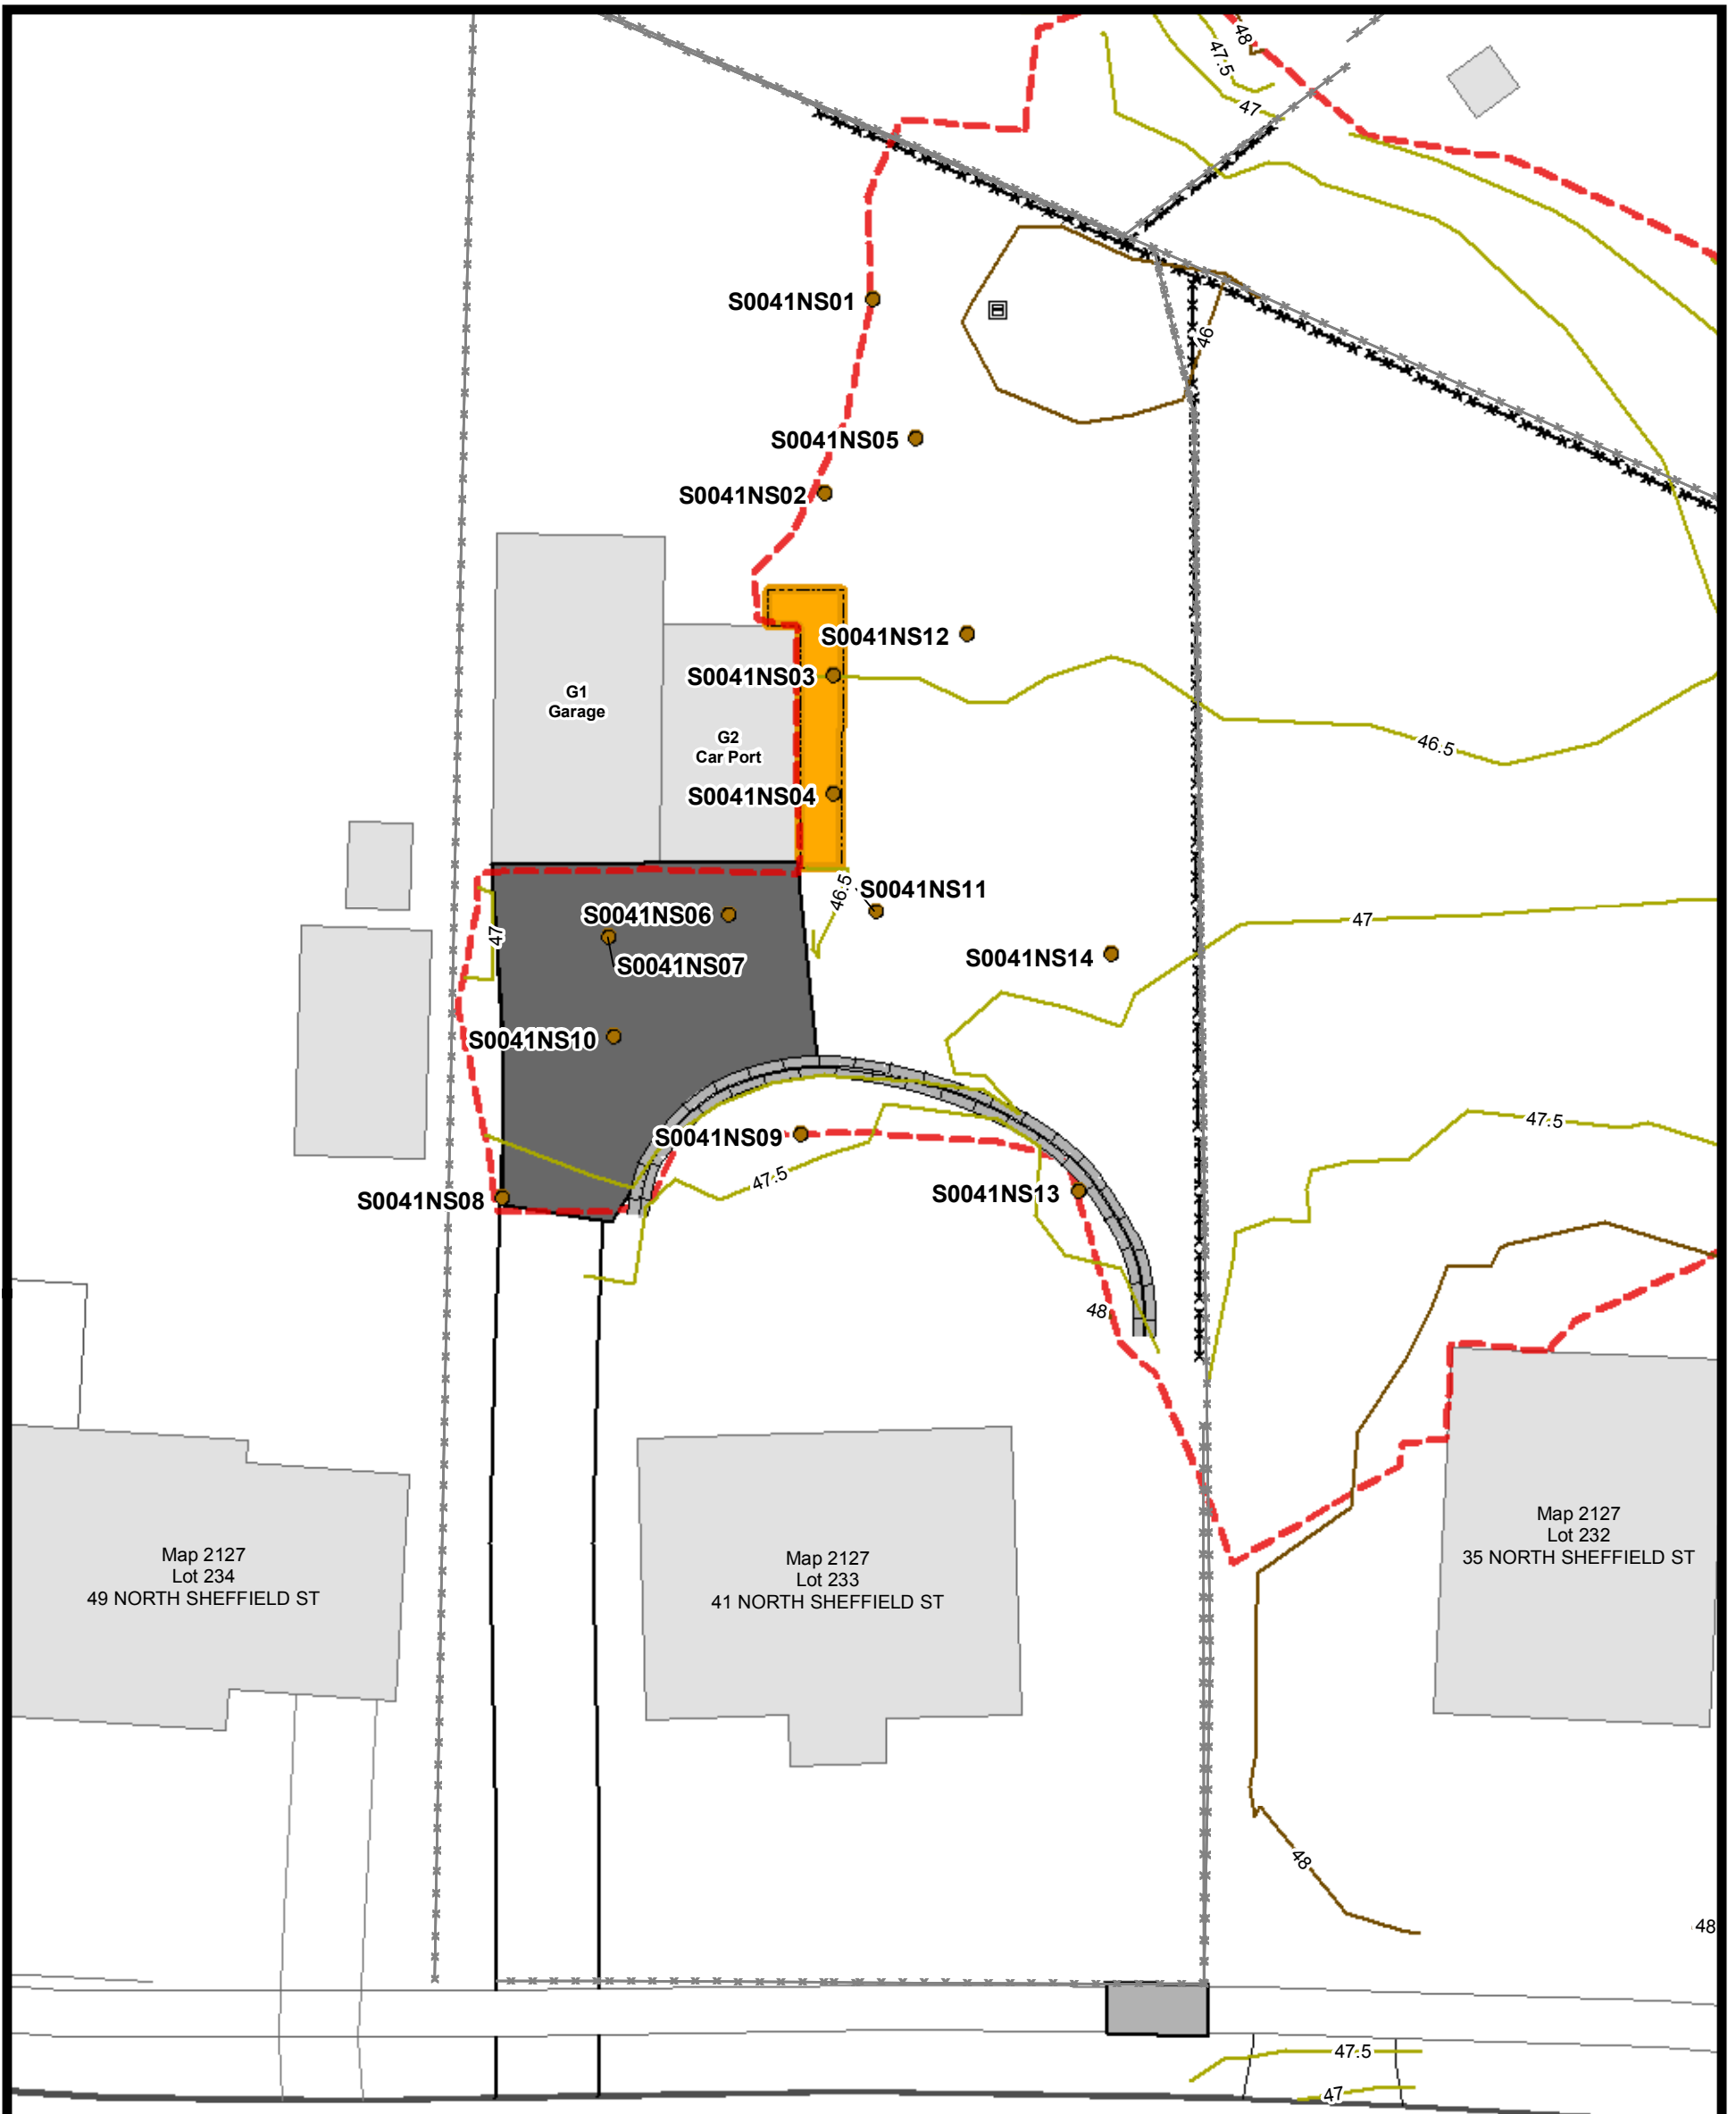 48
47.5
47
S0041NS01
46
S0041NS05
S0041NS02
S0041NS12
S0041NS03
G1
Garage
G2
Car Port
46.5
S0041NS04
46.5
S0041NS11
S0041NS06
47
47
S0041NS07
S0041NS14
S0041NS10
47.5
S0041NS09
47.5
S0041NS13
S0041NS08
48
Map 2127
Lot 232
35 NORTH SHEFFIELD ST
Map 2127
Lot 234
49 NORTH SHEFFIELD ST
Map 2127
Lot 233
41 NORTH SHEFFIELD ST
48
48
47.5
47